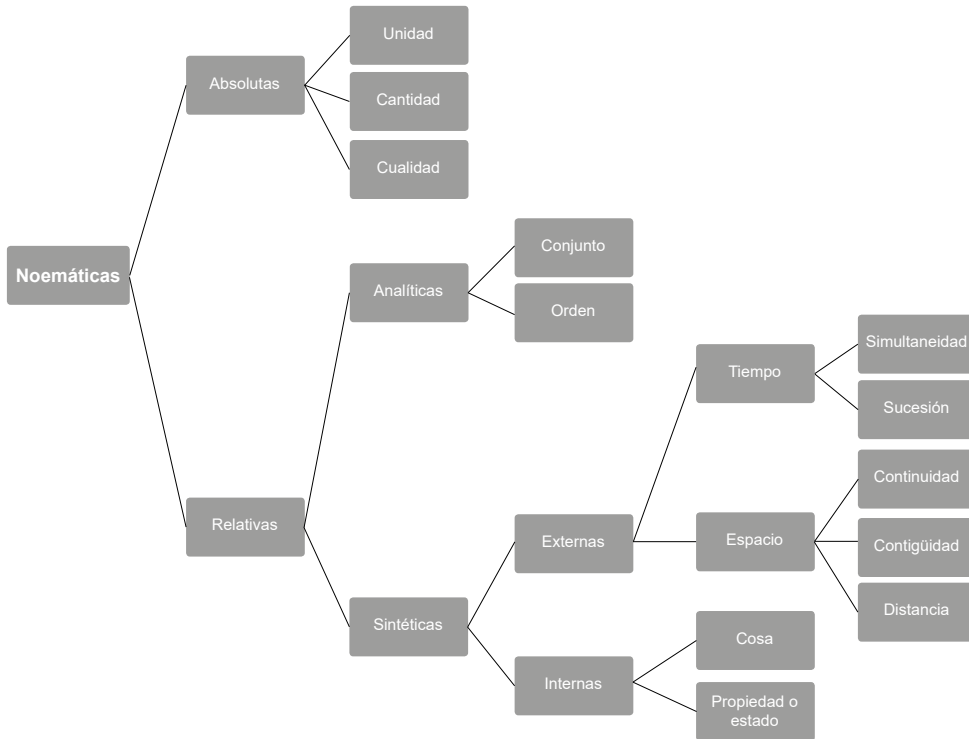 Noemáticas
Absolutas
Unidad
Cantidad
Cualidad
Relativas
Analíticas
Conjunto
Orden
Sintéticas
Externas
Tiempo
Simultaneidad
Sucesión
Espacio
Continuidad
Contigüidad
Distancia
Internas
Cosa
Propiedad o
estado